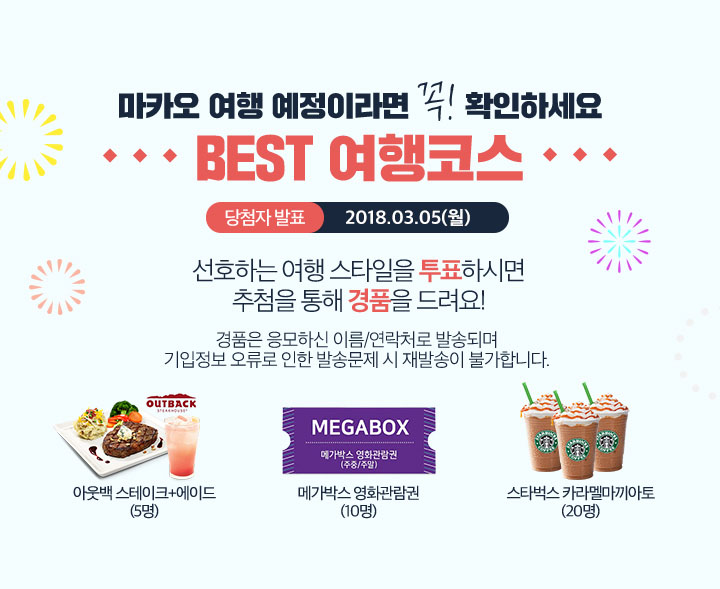 마카오 여행 예정이라면 꼭! 확인하세요
BEST 여행코스
당첨자 발표 2018.03.05(월)
선호하는 여행 스타일을 투표하시면
추첨을 통해 경품을 드려요!
경품은 응모하신 이름/연락처로 발송되며
기입정보 오류로 인한 발송문제 시 재발송이 불가합니다.
OUTBACK
STEAKHOUSE
MEGABOX
메가박스 영화관람권
(주중/주말)
아웃백 스테이크+에이드
(5명)
메가박스 영화관람권
(10명)
스타벅스 카라멜마끼아토
(20명)